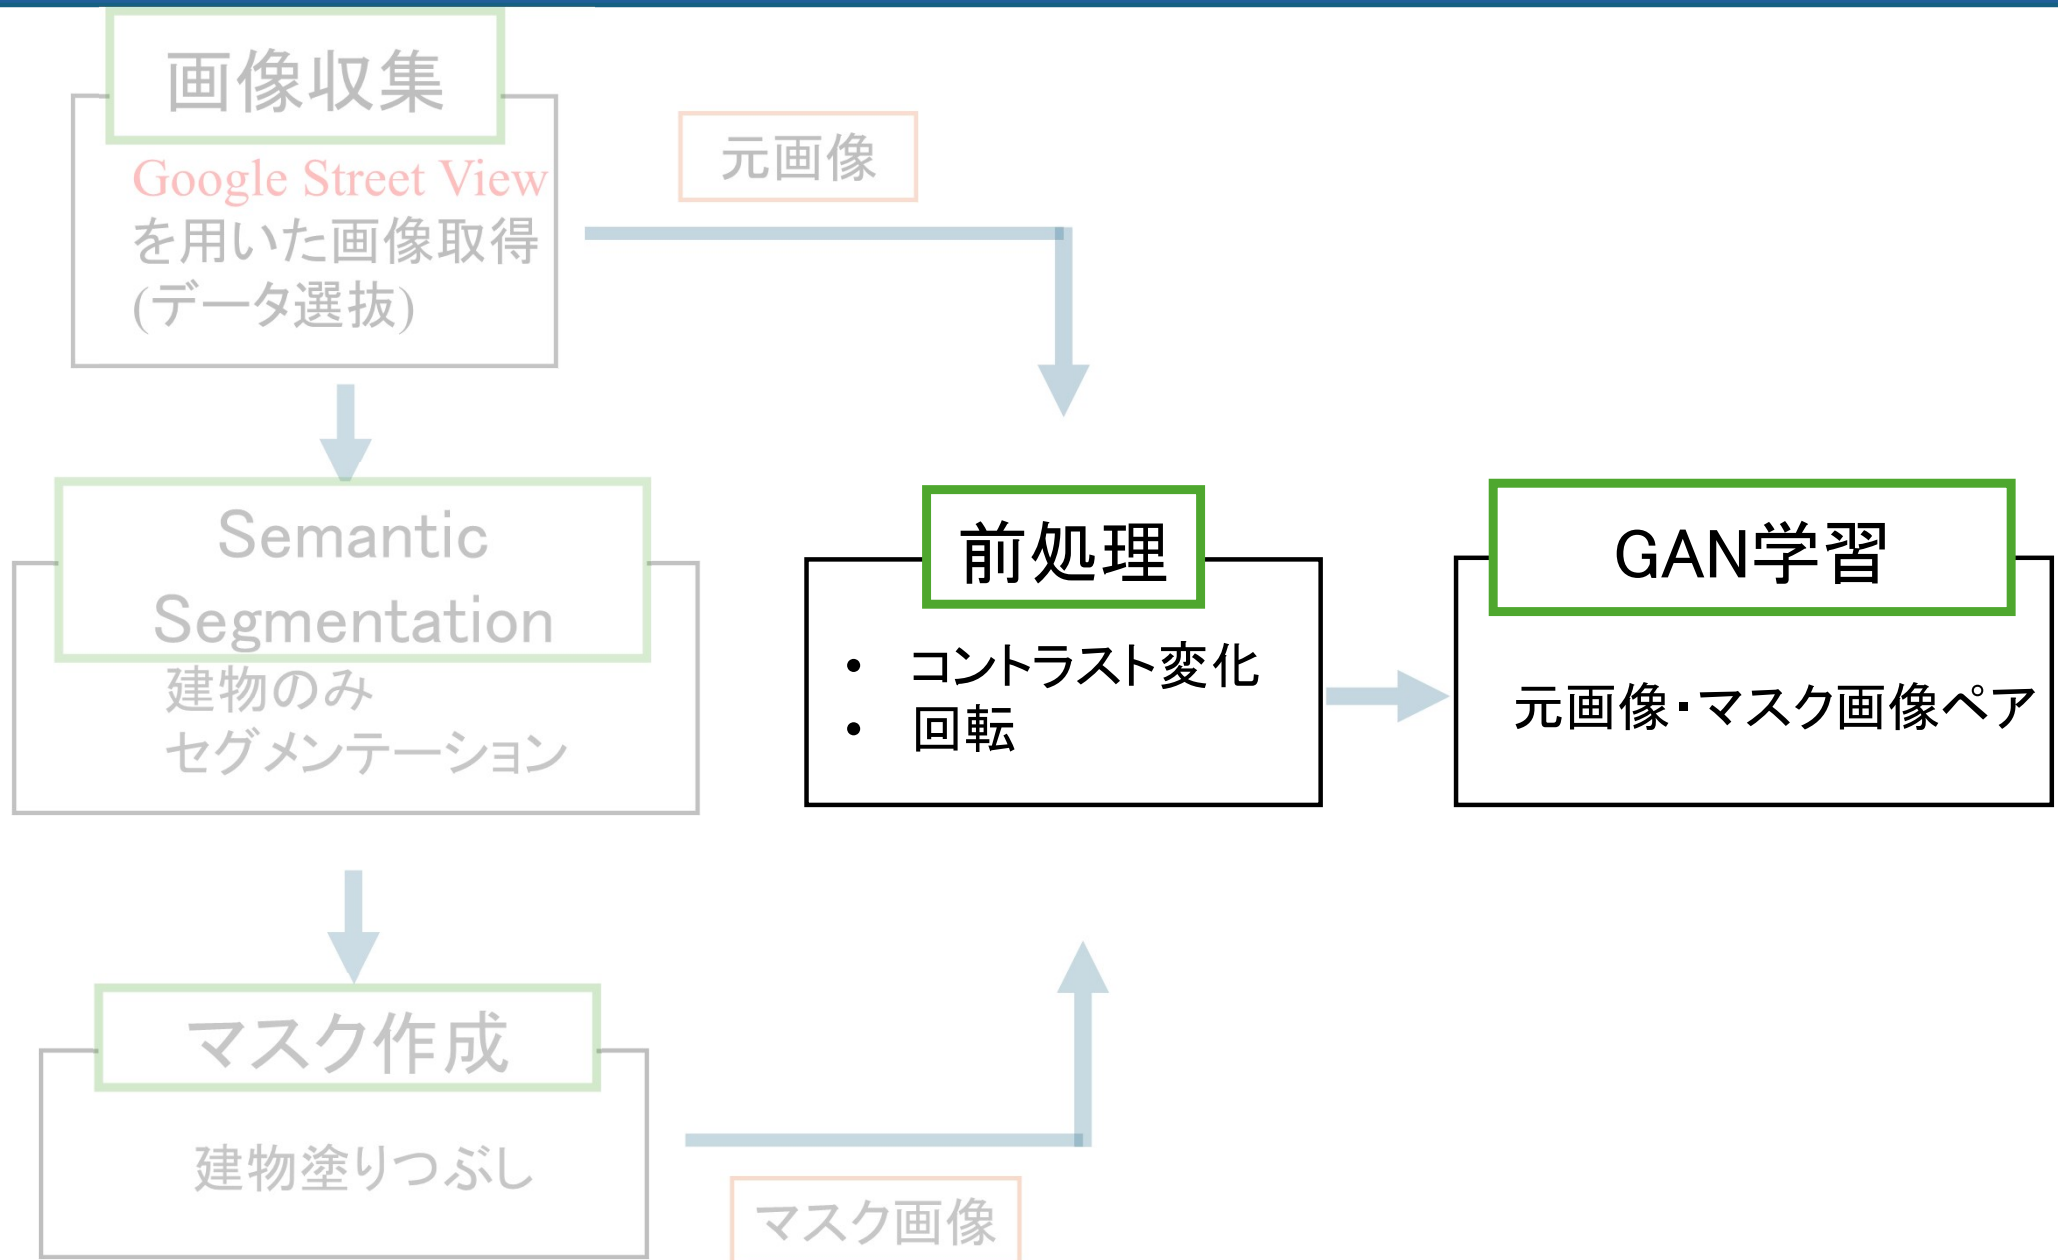 画像収集
Google Street View
を用いた画像取得
(データ選抜)
元画像
Semantic
Segmentation
建物のみ
セグメンテーション
マスク作成
建物塗りつぶし
マスク画像
前処理
• コントラスト変化
• 回転
GAN学習
元画像・マスク画像ペア